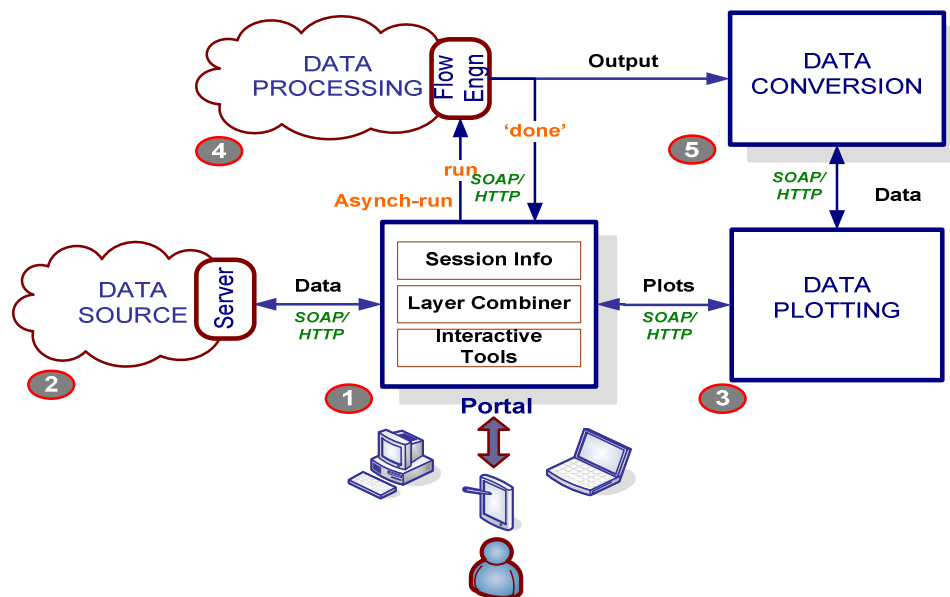 DATA
PROCESSING
Flow
Engn
4
Output
DATA
CONVERSION
5
'done'
run
Asynch-run
SOAP/
HTTP
SOAP/
HTTP
Data
DATA
SOURCE
Server
2
Data
SOAP/
HTTP
Session Info
Layer Combiner
Interactive
Tools
1
Portal
Plots
SOAP/
HTTP
DATA
PLOTTING
3